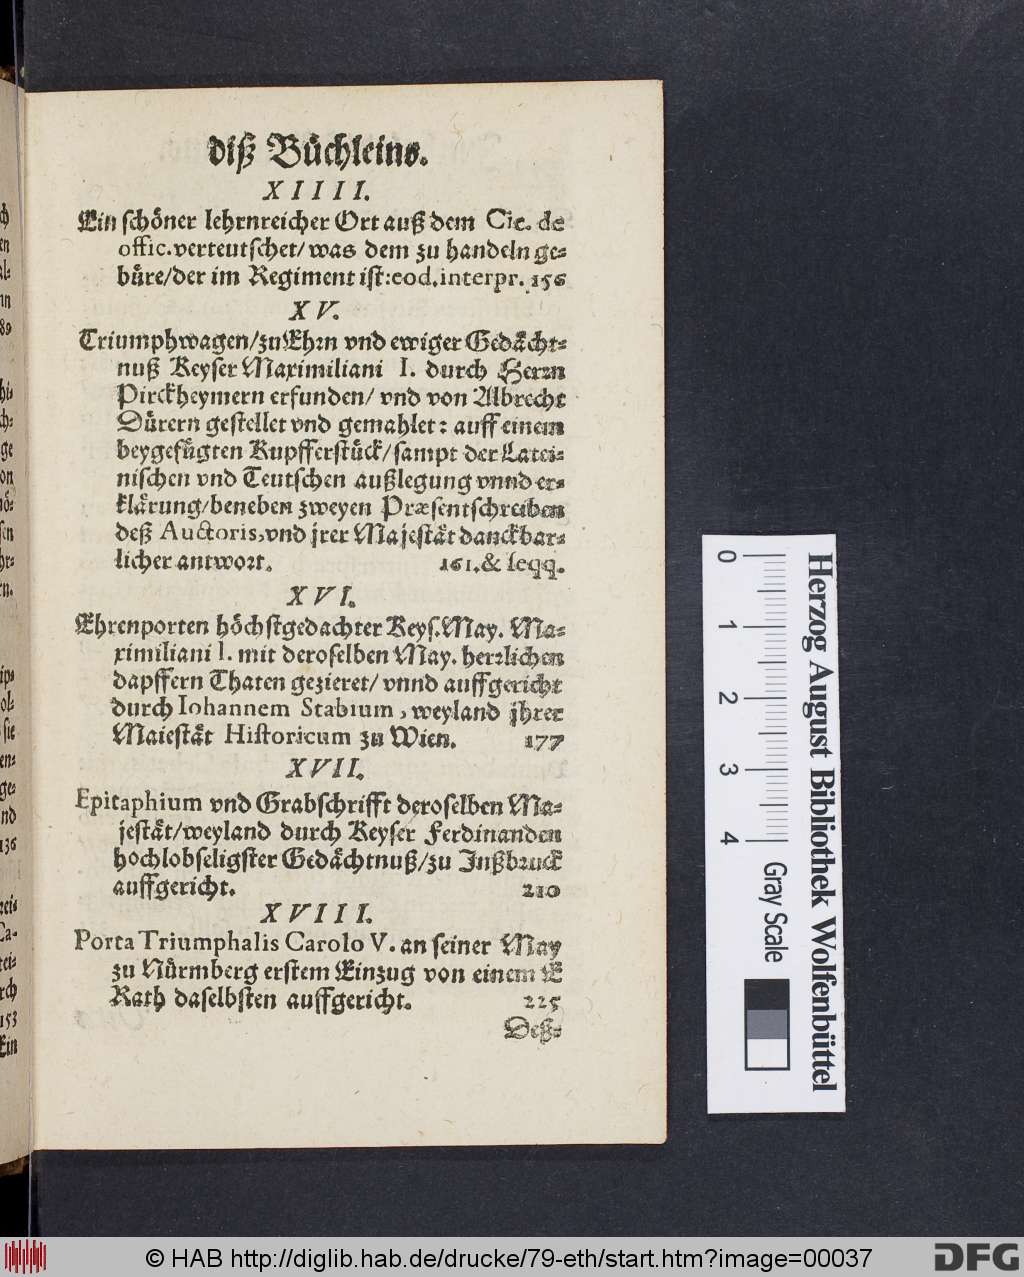 diß Büchleins.
XIIII.
Ein schöner lehrnreicher Ort auß dem Cic. de
offic. verteutschet/ was dem zu handeln ge-
büre/der im Regiment ist: eod. interpr. 156
XV.
Triumphwagen/zu Ehrn vnd ewiger Gedächt-
nuß Keyser Maximiliani I. durch Herrn
Pirckheymern erfunden/ vnd von Albrecht
Dürern gestellet vnd gemahlet: auff einem
beygefügten Kupfferstück/sampt der Latei-
nischen vnd Teutschen außlegung vnnd er-
klärung/beneben zweyen Præsentschreiben
deß Auctoris, vnd jrer Majestät danckbar-
licher antwort. 161. & seqq.
XVI.
Ehrenporten höchstgedachter Keys. May. Ma-
ximiliani I. mit deroselben May. herrlichen
dapffern Thaten gezieret/ vnnd auffgericht
durch Iohannem Stabium, weyland jhrer
Maiestät Historicum zu Wien. 177
XVII.
Epitaphium vnd Grabschrifft deroselben Ma-
jestät/weyland durch Keyser Ferdinanden
hochlobseligster Gedächtnuß/zu Jnßbruck
auffgericht. 210
XVIII.
Porta Triumphalis Carolo V. an seiner May
zu Nürmberg erstem Einzug von einem E
Rath daselbsten auffgericht. 225
Deß-
0 1 2 3 4
Gray Scale
Herzog August Bibliothek Wolfenbüttel
© HAB http://diglib.hab.de/drucke/79-eth/start.htm?image=00037
DFG